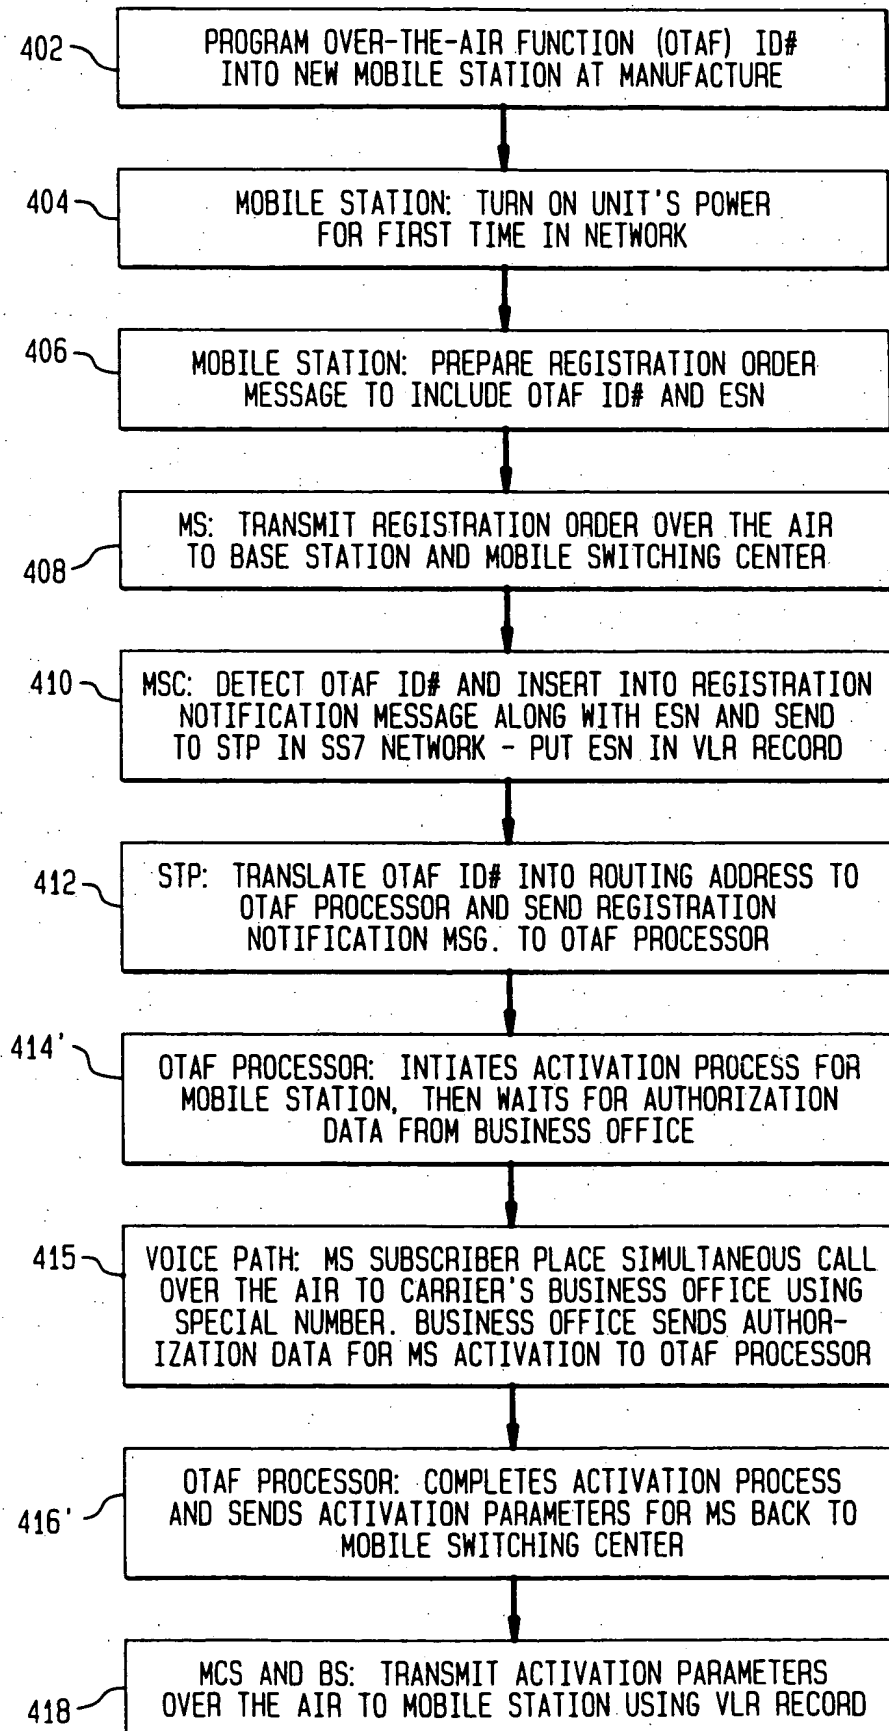 402
PROGRAM OVER-THE-AIR FUNCTION (OTAF) ID#
INTO NEW MOBILE STATION AT MANUFACTURE
404
MOBILE STATION: TURN ON UNIT'S POWER
FOR FIRST TIME IN NETWORK
406
MOBILE STATION: PREPARE REGISTRATION ORDER
MESSAGE TO INCLUDE OTAF ID# AND ESN
408
MS: TRANSMIT REGISTRATION ORDER OVER THE AIR
TO BASE STATION AND MOBILE SWITCHING CENTER
410
MSC: DETECT OTAF ID# AND INSERT INTO REGISTRATION
NOTIFICATION MESSAGE ALONG WITH ESN AND SEND
TO STP IN SS7 NETWORK - PUT ESN IN VLR RECORD
412
STP: TRANSLATE OTAF ID# INTO ROUTING ADDRESS TO
OTAF PROCESSOR AND SEND REGISTRATION
NOTIFICATION MSG. TO OTAF PROCESSOR
414'
OTAF PROCESSOR: INTIATES ACTIVATION PROCESS FOR
MOBILE STATION, THEN WAITS FOR AUTHORIZATION
DATA FROM BUSINESS OFFICE
415
VOICE PATH: MS SUBSCRIBER PLACE SIMULTANEOUS CALL
OVER THE AIR TO CARRIER'S BUSINESS OFFICE USING
SPECIAL NUMBER. BUSINESS OFFICE SENDS AUTHOR-
IZATION DATA FOR MS ACTIVATION TO OTAF PROCESSOR
416'
OTAF PROCESSOR: COMPLETES ACTIVATION PROCESS
AND SENDS ACTIVATION PARAMETERS FOR MS BACK TO
MOBILE SWITCHING CENTER
418
MCS AND BS: TRANSMIT ACTIVATION PARAMETERS
OVER THE AIR TO MOBILE STATION USING VLR RECORD